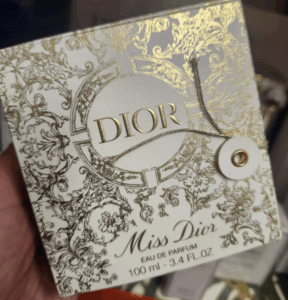 DIOR
Miss Dior
EAU DE PARFUM
100 ml - 3.4 FL.OZ